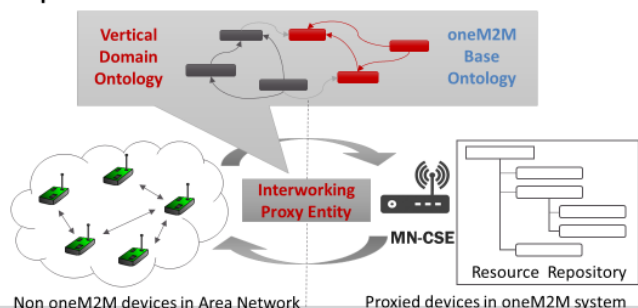 Vertical
Domain
Ontology
oneM2M
Base
Ontology
Interworking
Proxy Entity
MN-CSE
Resource Repository
Non oneM2M devices in Area Network
Proxied devices in oneM2M system